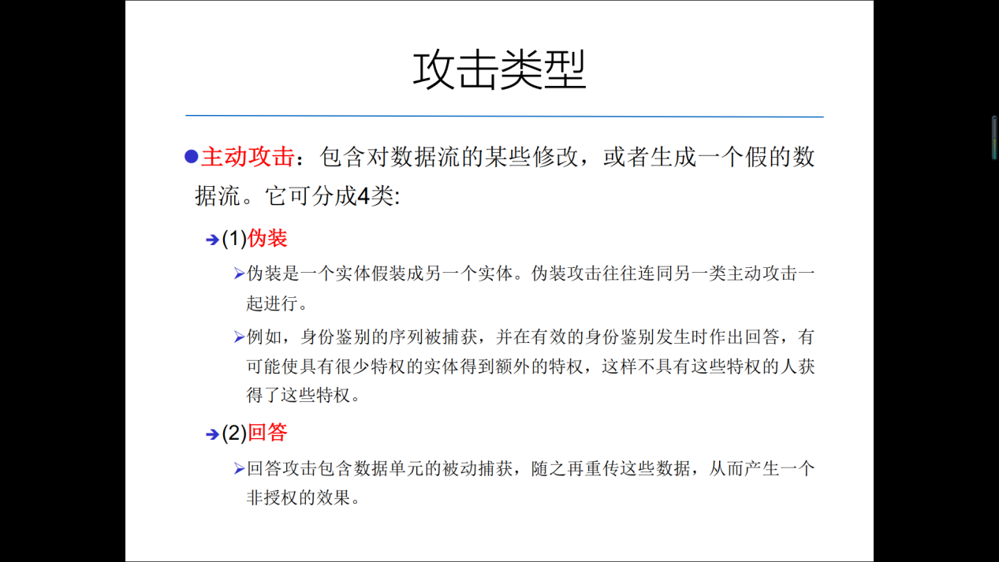 攻击类型
主动攻击：包含对数据流的某些修改，或者生成一个假的数
据流。它可分成4类:
(1)伪装
伪装是一个实体假装成另一个实体。伪装攻击往往连同另一类主动攻击一
起进行。
例如，身份鉴别的序列被捕获，并在有效的身份鉴别发生时作出回答，有
可能使具有很少特权的实体得到额外的特权，这样不具有这些特权的人获
得了这些特权。
(2)回答
回答攻击包含数据单元的被动捕获，随之再重传这些数据，从而产生一个
非授权的效果。